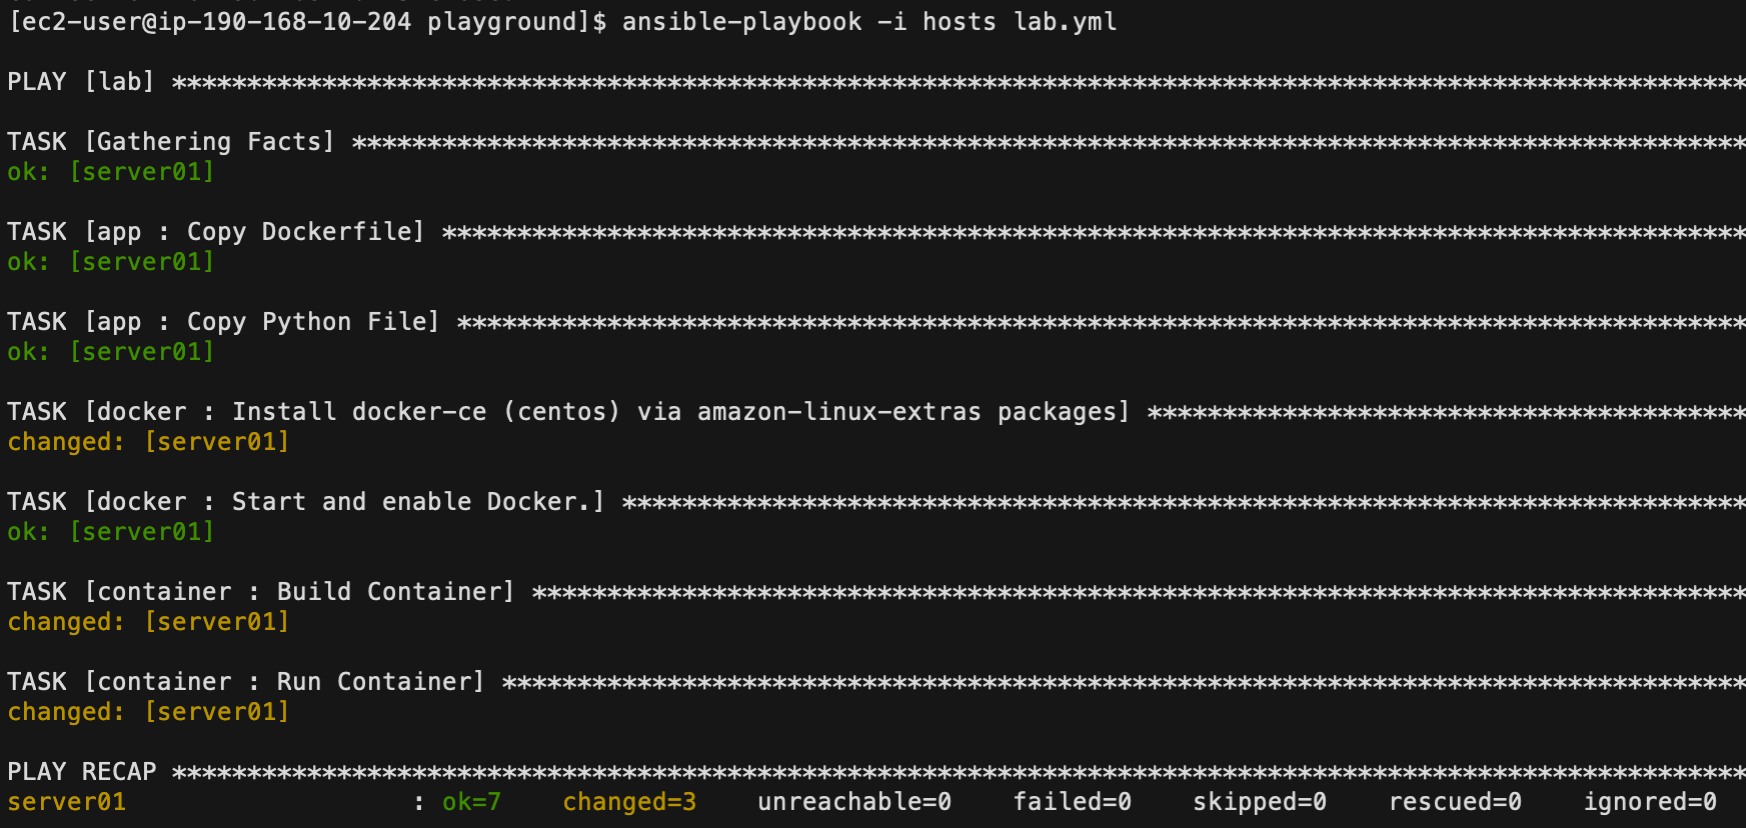 [ec2-user@ip-190-168-10-204 playground]$ ansible-playbook -i hosts lab.yml
PLAY [lab] *********************************************************************************************************
TASK [Gathering Facts] *********************************************************************************************
ok: [server01]
TASK [app : Copy Dockerfile] ***************************************************************************************
ok: [server01]
TASK [app : Copy Python File] **************************************************************************************
ok: [server01]
TASK [docker : Install docker-ce (centos) via amazon-linux-extras packages] ****************************************
changed: [server01]
TASK [docker : Start and enable Docker.] ***************************************************************************
ok: [server01]
TASK [container : Build Container] *********************************************************************************
changed: [server01]
TASK [container : Run Container] ***********************************************************************************
changed: [server01]
PLAY RECAP *********************************************************************************************************
server01                   : ok=7    changed=3    unreachable=0    failed=0    skipped=0    rescued=0    ignored=0